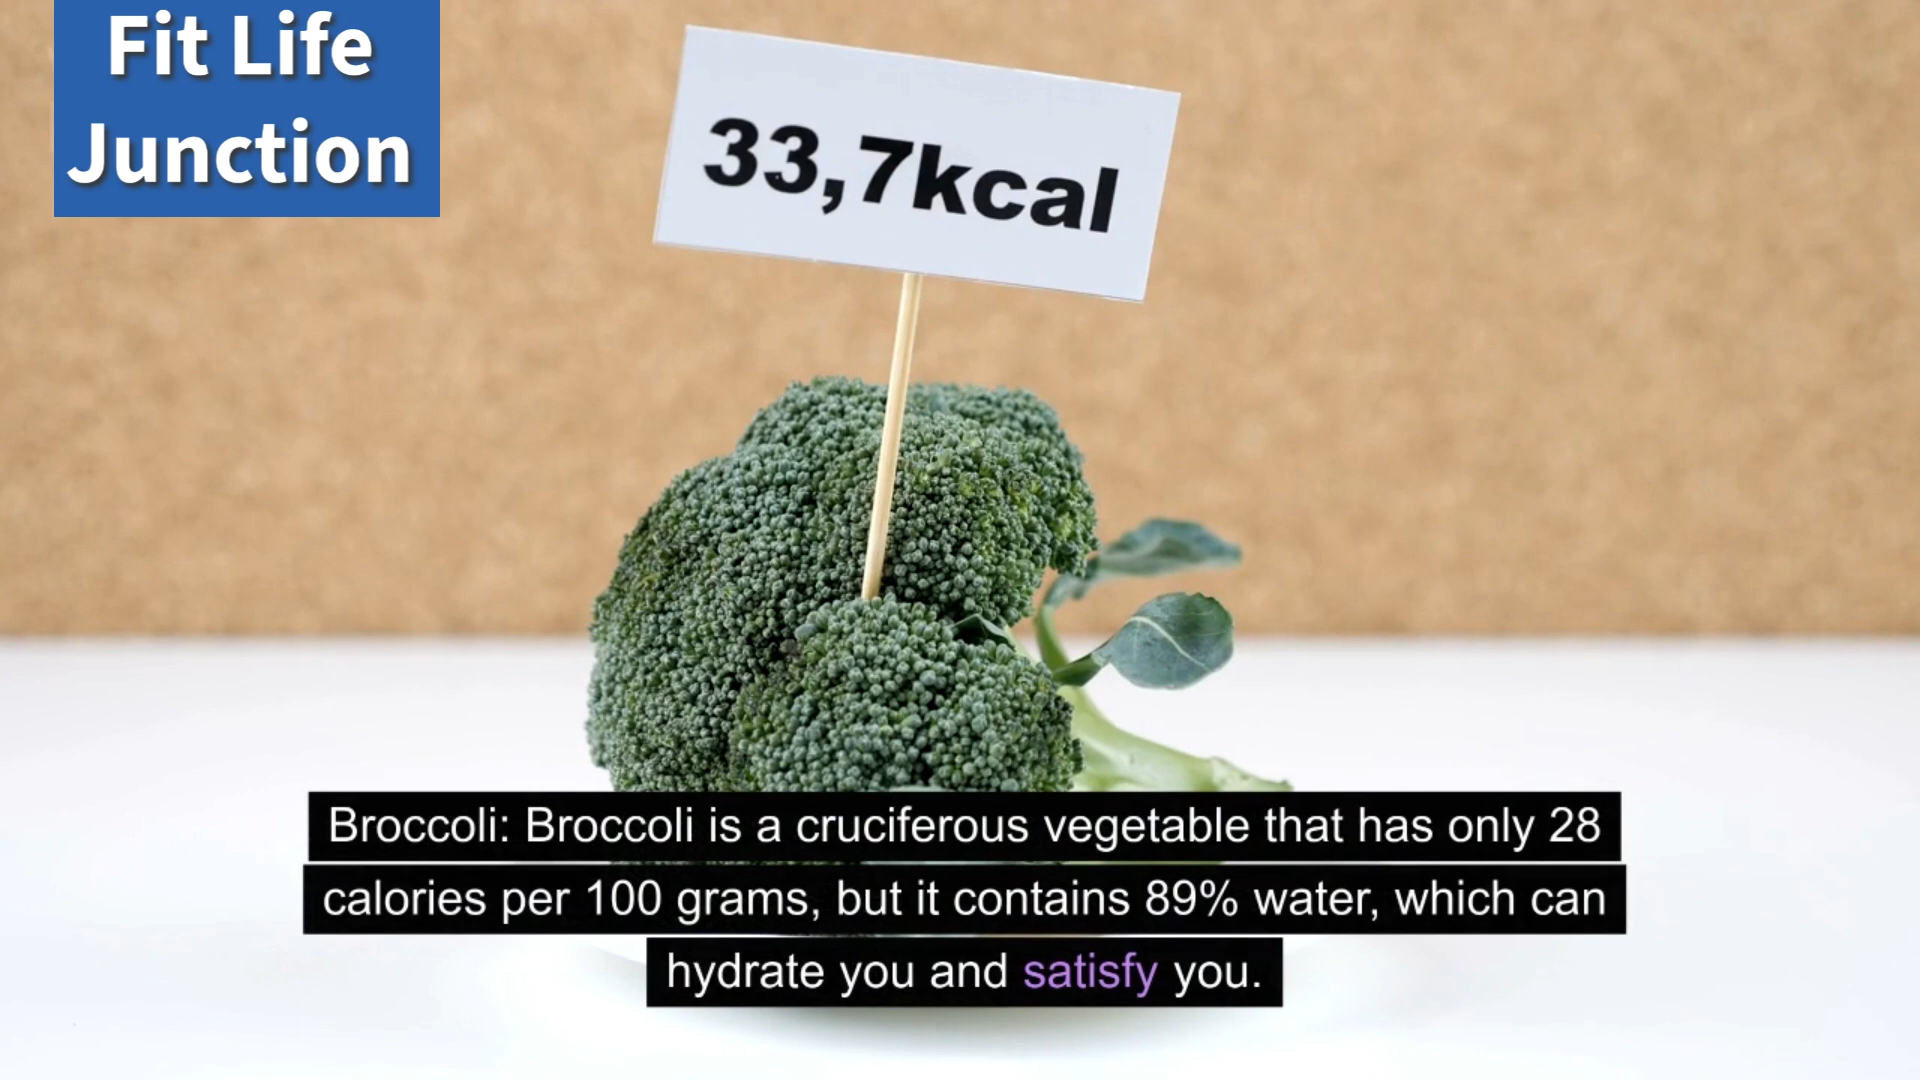 Fit Life
Junction
33,7kcal
Broccoli: Broccoli is a cruciferous vegetable that has only 28
calories per 100 grams, but it contains 89% water, which can
hydrate you and satisfy you.